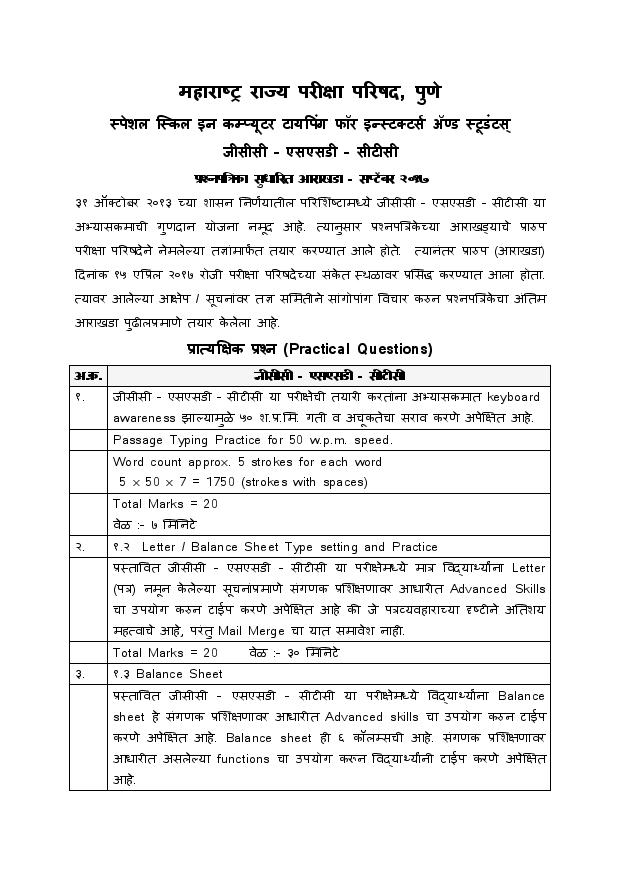 महाराष्ट्र राज्य परीक्षा परिषद, पुणे
स्पेशल स्किल इन कम्प्यूटर टायपिंग फॉर इन्स्टक्टर्स ॲण्ड स्टूडंटस्
जीसीसी - एसएसडी - सीटीसी
प्रश्नपत्रिका सुधारित आराखडा - सप्टेंबर २०१७
३१ ऑक्टोबर २०१३ च्या शासन निर्णयातील परिशिष्टामध्ये जीसीसी - एसएसडी - सीटीसी या
अभ्यासक्रमाची गुणदान योजना नमूद आहे. त्यानुसार प्रश्नपत्रिकेच्या आराखड्याचे प्रारुप
परीक्षा परिषदेने नेमलेल्या तज्ञांमार्फत तयार करण्यात आले होते. त्यानंतर प्रारुप (आराखडा)
दिनांक १५ एप्रिल २०१७ रोजी परीक्षा परिषदेच्या संकेत स्थळावर प्रसिद्ध करण्यात आला होता.
त्यावर आलेल्या आक्षेप / सूचनांवर तज्ञ समितीने सांगोपांग विचार करुन प्रश्नपत्रिकेचा अंतिम
आराखडा पुढीलप्रमाणे तयार केलेला आहे.
प्रात्यक्षिक प्रश्न (Practical Questions)
अ.क्र. जीसीसी - एसएसडी - सीटीसी
१. जीसीसी - एसएसडी - सीटीसी या परीक्षेची तयारी करतांना अभ्यासक्रमात keyboard
awareness झाल्यामुळे ५० श.प्र.मि. गती व अचूकतेचा सराव करणे अपेक्षित आहे.
Passage Typing Practice for 50 w.p.m. speed.
Word count approx. 5 strokes for each word
5 x 50 x 7 = 1750 (strokes with spaces)
Total Marks = 20
वेळ :- ७ मिनिटे
२. १.२ Letter / Balance Sheet Type setting and Practice
प्रस्तावित जीसीसी - एसएसडी - सीटीसी या परीक्षेमध्ये मात्र विद्यार्थ्यांना Letter
(पत्र) नमून केलेल्या सूचनांप्रमाणे संगणक प्रशिक्षणावर आधारीत Advanced Skills
चा उपयोग करुन टाईप करणे अपेक्षित आहे की जे पत्रव्यवहाराच्या दृष्टीने अतिशय
महत्वाचे आहे, परंतु Mail Merge चा यात समावेश नाही.
Total Marks = 20 वेळ :- ३० मिनिटे
३. १.३ Balance Sheet
प्रस्तावित जीसीसी - एसएसडी - सीटीसी या परीक्षेमध्ये विद्यार्थ्यांना Balance
sheet हे संगणक प्रशिक्षणावर आधारीत Advanced skills चा उपयोग करुन टाईप
करणे अपेक्षित आहे. Balance sheet ही ६ कॉलम्सची आहे. संगणक प्रशिक्षणावर
आधारीत असलेल्या functions चा उपयोग करुन विद्यार्थ्यांनी टाईप करणे अपेक्षित
आहे.